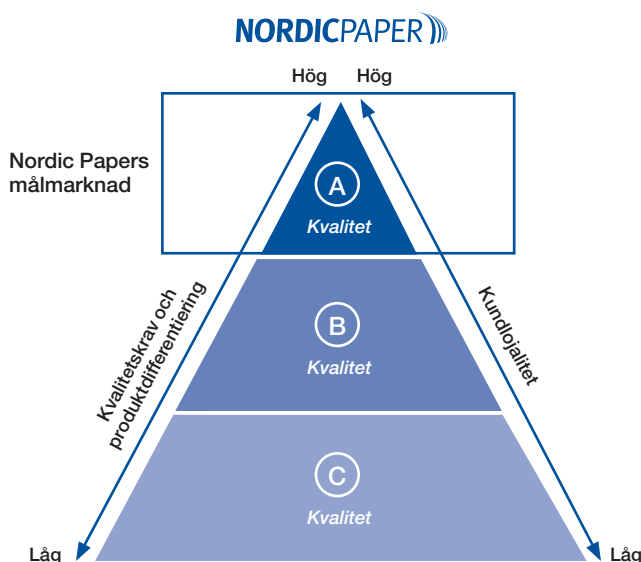 NORDICPAPER
Hög Hög
Nordic Papers
målmarknad
A
Kvalitet
Kvalitetskrav och
produktdifferentiering
Kundlojalitet
B
Kvalitet
C
Kvalitet
Låg Låg